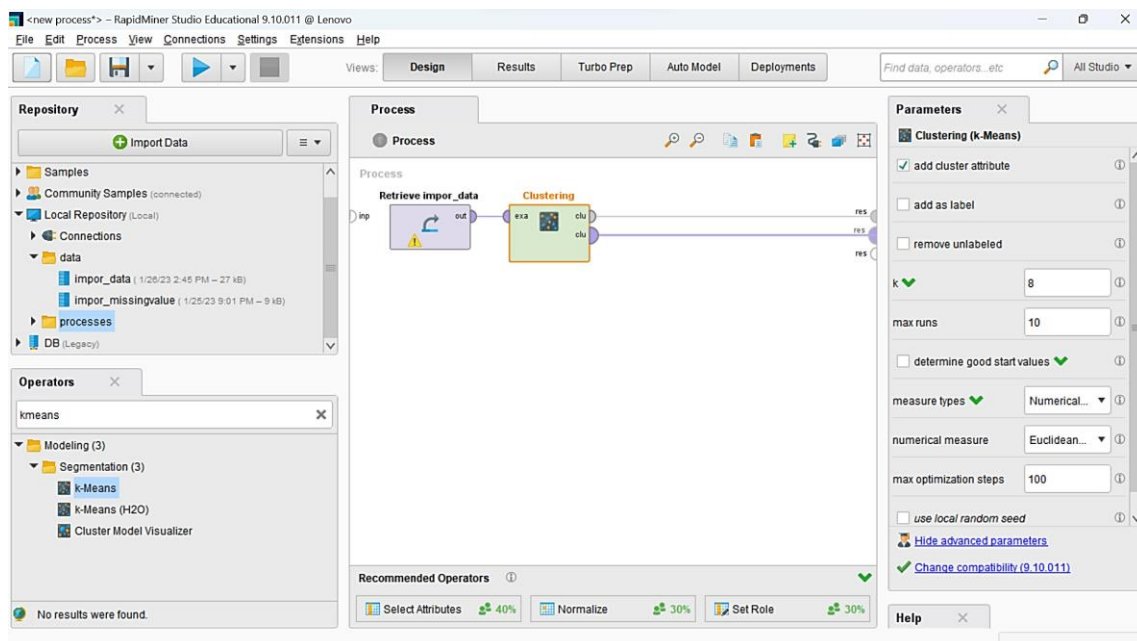 <new process*> – RapidMiner Studio Educational 9.10.011 @ Lenovo
File Edit Process View Connections Settings Extensions Help
Views: Design Results Turbo Prep Auto Model Deployments
Find data, operators...etc
All Studio
Repository
Import Data
Samples
Community Samples (connected)
Local Repository (Local)
Connections
data
impor_data ( 1/26/23 2:45 PM – 27 kB)
impor_missingvalue ( 1/25/23 9:01 PM – 9 kB)
processes
DB (Legacy)
Operators
kmeans
Modeling (3)
Segmentation (3)
k-Means
k-Means (H2O)
Cluster Model Visualizer
No results were found.
Process
Process
Process
Retrieve impor_data
Clustering
inp
out
exa
clu
clu
res
res
res
Recommended Operators
Select Attributes 40%
Normalize 30%
Set Role 30%
Parameters
Clustering (k-Means)
add cluster attribute
add as label
remove unlabeled
k 8
max runs 10
determine good start values
measure types Numerical...
numerical measure Euclidean...
max optimization steps 100
use local random seed
Hide advanced parameters
Change compatibility (9.10.011)
Help